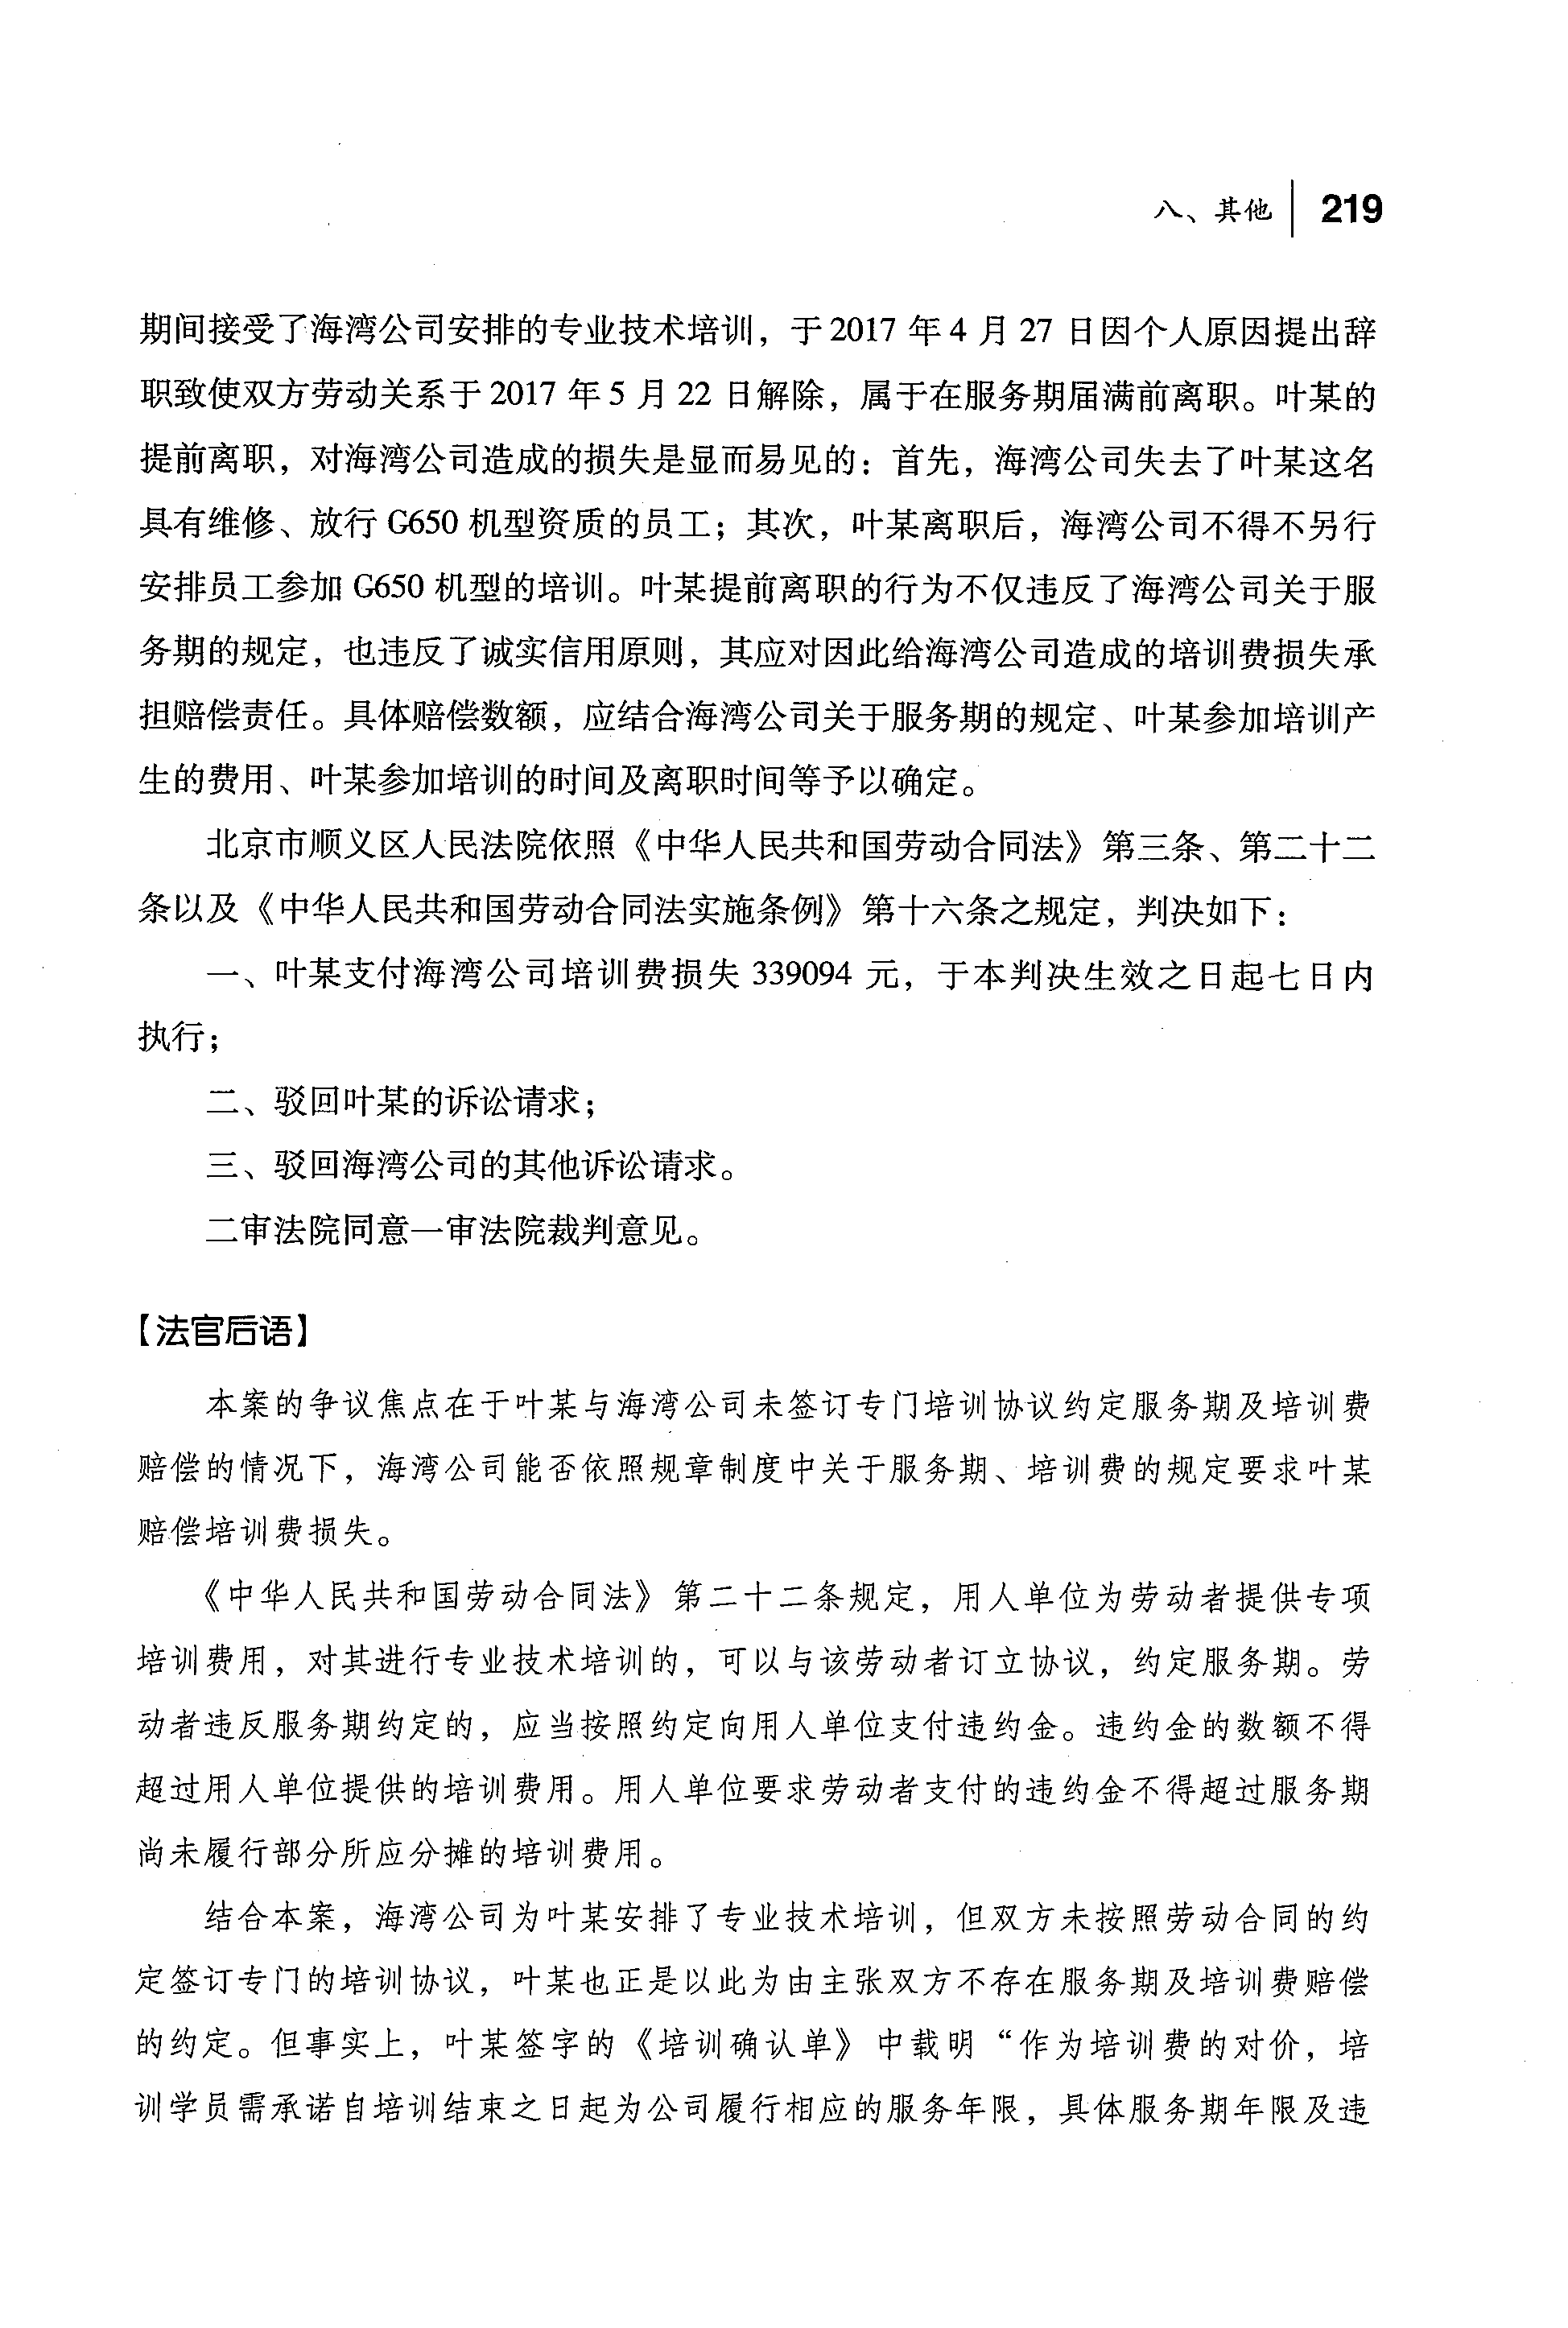 八、其他 219
期间接受了海湾公司安排的专业技术培训，于2017 年4 月 27 日因个人原因提出辞
职致使双方劳动关系于2017 年5 月 22 日解除，属于在服务期届满前离职。叶某的
提前离职，对海湾公司造成的损失是显而易见的：首先，海湾公司失去了叶某这名
具有维修、放行 G650 机型资质的员工；其次，叶某离职后，海湾公司不得不另行
安排员工参加 G650 机型的培训。叶某提前离职的行为不仅违反了海湾公司关于服
务期的规定，也违反了诚实信用原则，其应对因此给海湾公司造成的培训费损失承
担赔偿责任。具体赔偿数额，应结合海湾公司关于服务期的规定、叶某参加培训产
生的费用、叶某参加培训的时间及离职时间等予以确定。
北京市顺义区人民法院依照《中华人民共和国劳动合同法》第三条、第二十二
条以及《中华人民共和国劳动合同法实施条例》第十六条之规定，判决如下：
一、叶某支付海湾公司培训费损失 339094 元，于本判决生效之日起七日内
执行；
二、驳回叶某的诉讼请求；
三、驳回海湾公司的其他诉讼请求。
二审法院同意一审法院裁判意见。
【法官后语】
本案的争议焦点在于叶某与海湾公司未签订专门培训协议约定服务期及培训费
赔偿的情况下，海湾公司能否依照规章制度中关于服务期、培训费的规定要求叶某
赔偿培训费损失。
《中华人民共和国劳动合同法》第二十二条规定，用人单位为劳动者提供专项
培训费用，对其进行专业技术培训的，可以与该劳动者订立协议，约定服务期。劳
动者违反服务期约定的，应当按照约定向用人单位支付违约金。违约金的数额不得
超过用人单位提供的培训费用。用人单位要求劳动者支付的违约金不得超过服务期
尚未履行部分所应分摊的培训费用。
结合本案，海湾公司为叶某安排了专业技术培训，但双方未按照劳动合同的约
定签订专门的培训协议，叶某也正是以此为由主张双方不存在服务期及培训费赔偿
的约定。但事实上，叶某签字的《培训确认单》中载明“作为培训费的对价，培
训学员需承诺自培训结束之日起为公司履行相应的服务年限，具体服务期年限及违